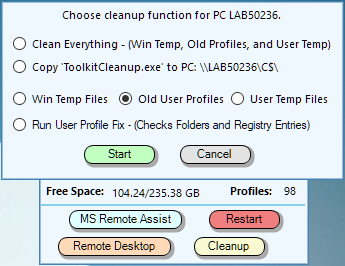 Choose cleanup function for PC LAB50236.
Clean Everything - (Win Temp, Old Profiles, and User Temp)
Copy 'ToolkitCleanup.exe' to PC: \\LAB50236\C$\
Win Temp Files Old User Profiles User Temp Files
Run User Profile Fix - (Checks Folders and Registry Entries)
Start Cancel
Free Space: 104.24/235.38 GB Profiles: 98
MS Remote Assist Restart
Remote Desktop Cleanup